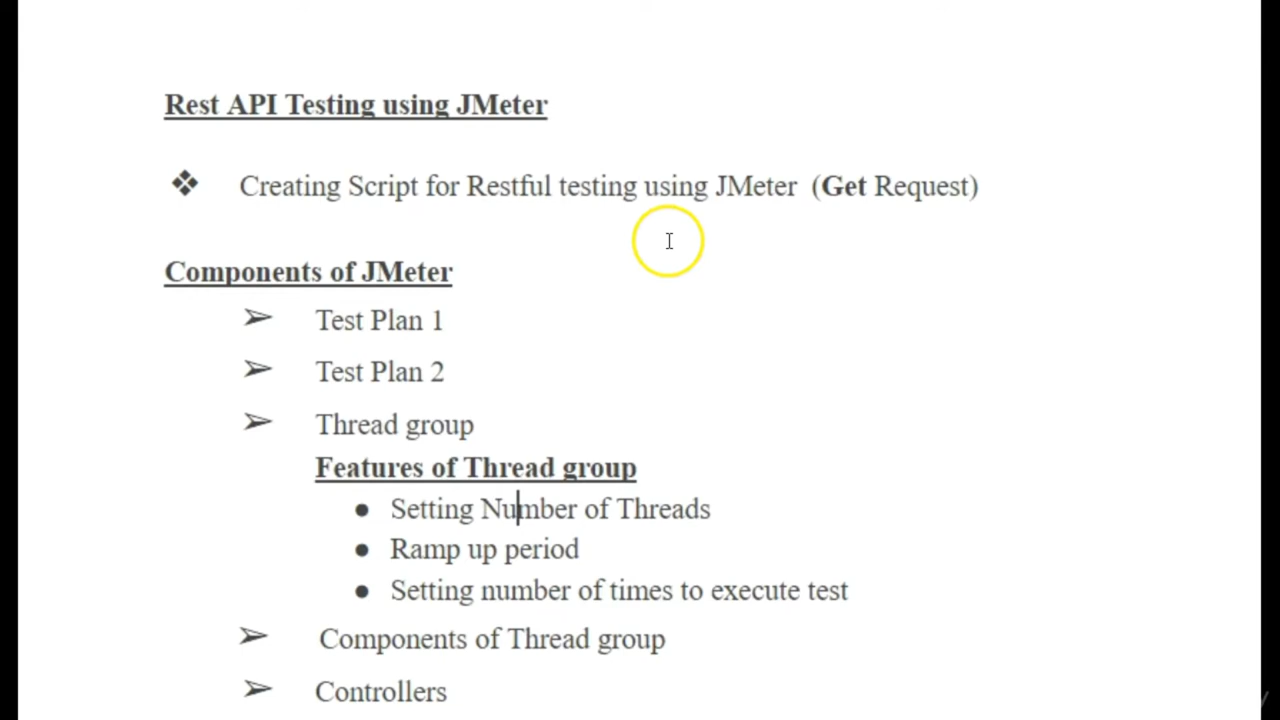 Rest API Testing using JMeter
❖ Creating Script for Restful testing using JMeter (Get Request)
Components of JMeter
➢ Test Plan 1
➢ Test Plan 2
➢ Thread group
Features of Thread group
● Setting Number of Threads
● Ramp up period
● Setting number of times to execute test
➢ Components of Thread group
➢ Controllers